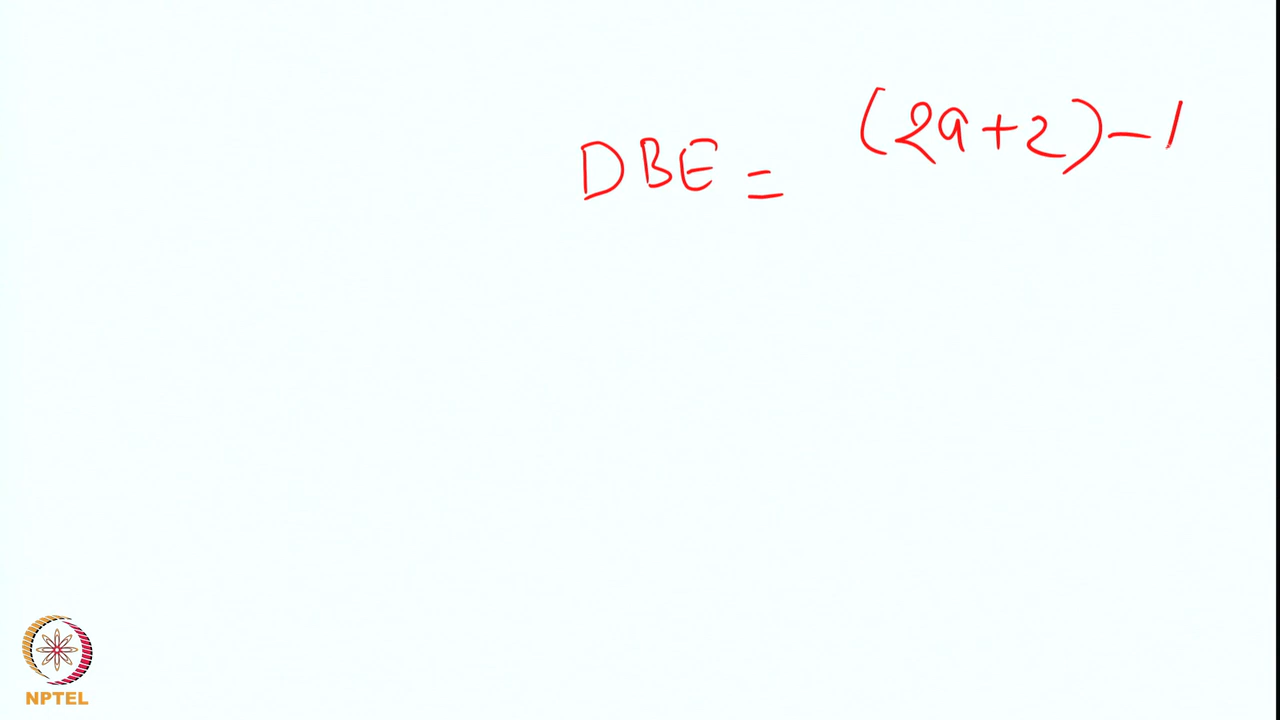 DBE = (2a+2)-1
NPTEL